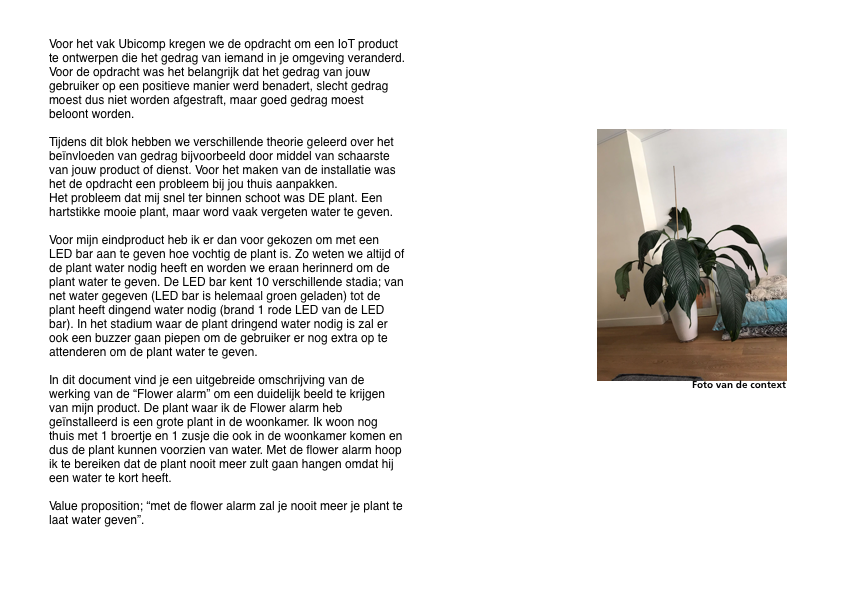 Voor het vak Ubicomp kregen we de opdracht om een IoT product
te ontwerpen die het gedrag van iemand in je omgeving veranderd.
Voor de opdracht was het belangrijk dat het gedrag van jouw
gebruiker op een positieve manier werd benadert, slecht gedrag
moest dus niet worden afgestraft, maar goed gedrag moest
beloont worden.
Tijdens dit blok hebben we verschillende theorie geleerd over het
beïnvloeden van gedrag bijvoorbeeld door middel van schaarste
van jouw product of dienst. Voor het maken van de installatie was
het de opdracht een probleem bij jou thuis aanpakken.
Het probleem dat mij snel ter binnen schoot was DE plant. Een
hartstikke mooie plant, maar word vaak vergeten water te geven.
Voor mijn eindproduct heb ik er dan voor gekozen om met een
LED bar aan te geven hoe vochtig de plant is. Zo weten we altijd of
de plant water nodig heeft en worden we eraan herinnerd om de
plant water te geven. De LED bar kent 10 verschillende stadia; van
net water gegeven (LED bar is helemaal groen geladen) tot de
plant heeft dingend water nodig (brand 1 rode LED van de LED
bar). In het stadium waar de plant dringend water nodig is zal er
ook een buzzer gaan piepen om de gebruiker er nog extra op te
attenderen om de plant water te geven.
In dit document vind je een uitgebreide omschrijving van de
werking van de “Flower alarm” om een duidelijk beeld te krijgen
van mijn product. De plant waar ik de Flower alarm heb
geïnstalleerd is een grote plant in de woonkamer. Ik woon nog
thuis met 1 broertje en 1 zusje die ook in de woonkamer komen en
dus de plant kunnen voorzien van water. Met de flower alarm hoop
ik te bereiken dat de plant nooit meer zult gaan hangen omdat hij
een water te kort heeft.
Value proposition; “met de flower alarm zal je nooit meer je plant te
laat water geven”.
Foto van de context